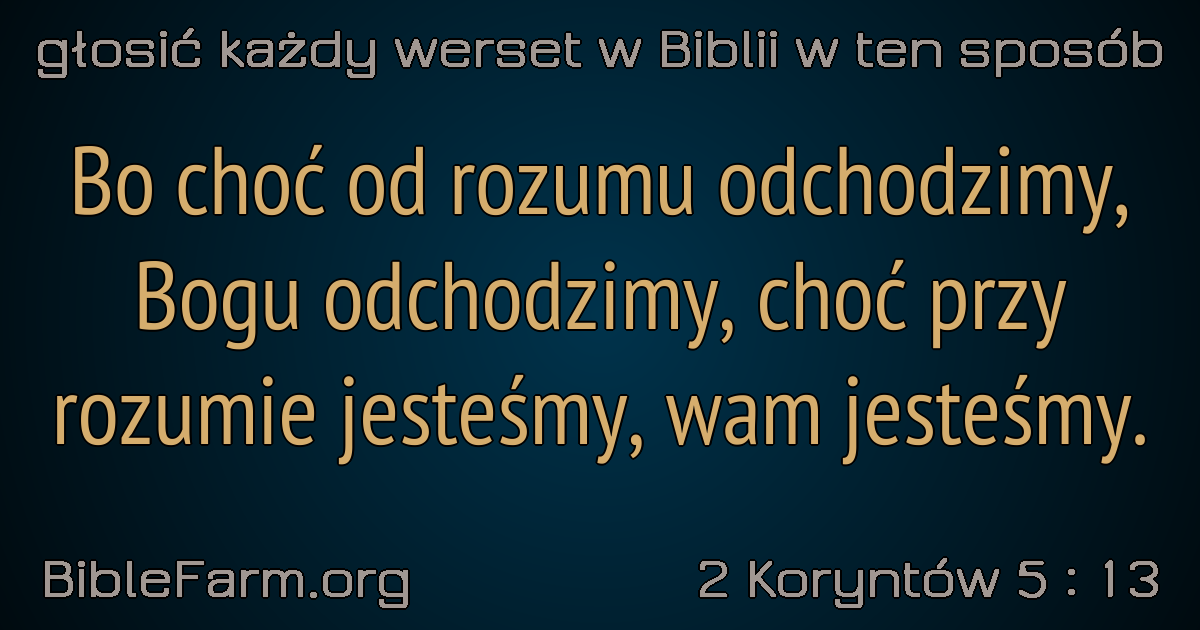 głosić każdy werset w Biblii w ten sposób
Bo choć od rozumu odchodzimy,
Bogu odchodzimy, choć przy
rozumie jesteśmy, wam jesteśmy.
BibleFarm.org
2 Koryntów 5 : 13